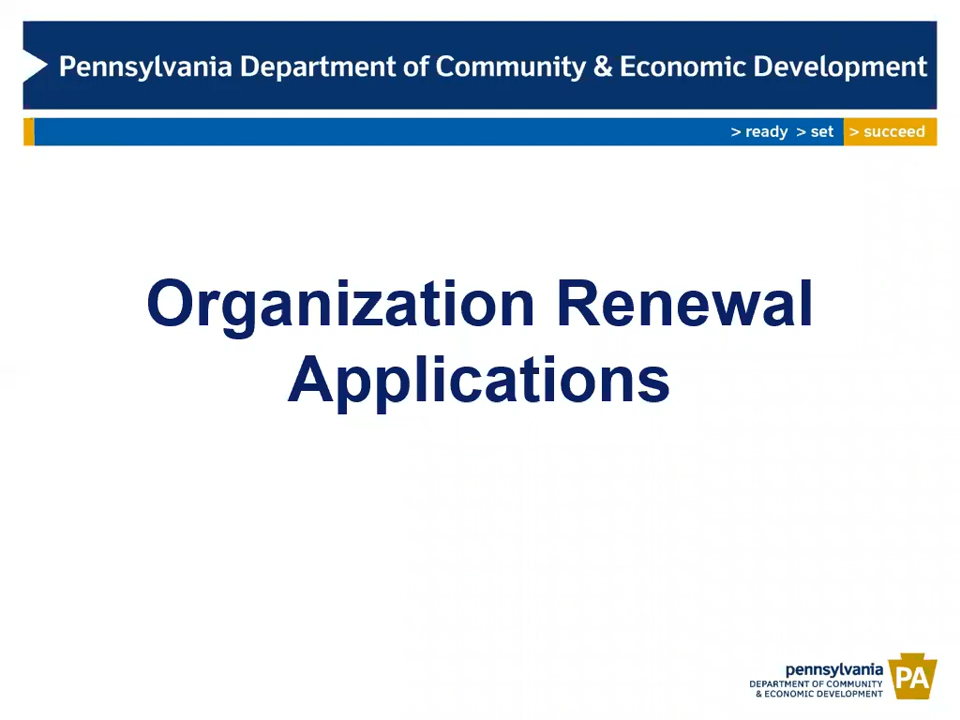 Pennsylvania Department of Community & Economic Development
> ready > set > succeed
Organization Renewal
Applications
pennsylvania
DEPARTMENT OF COMMUNITY
& ECONOMIC DEVELOPMENT
PA